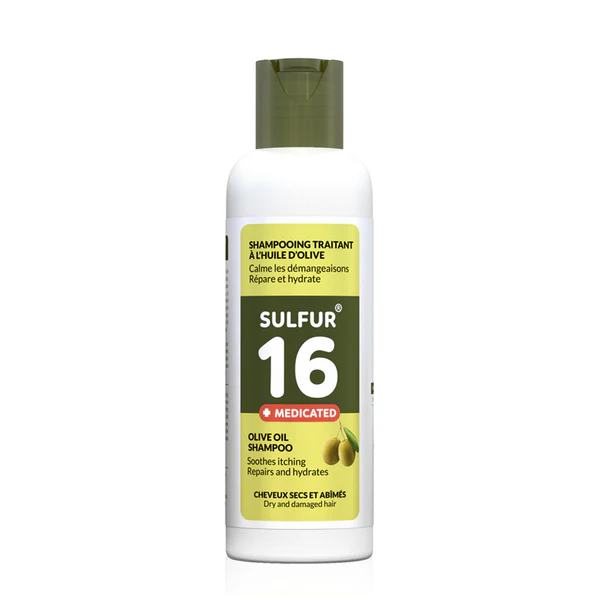 SHAMPOOING TRAITANT
À L'HUILE D'OLIVE
Calme les démangeaisons
Répare et hydrate
SULFUR®
16
+ MEDICATED
OLIVE OIL
SHAMPOO
Soothes itching
Repairs and hydrates
CHEVEUX SECS ET ABÎMÉS
Dry and damaged hair